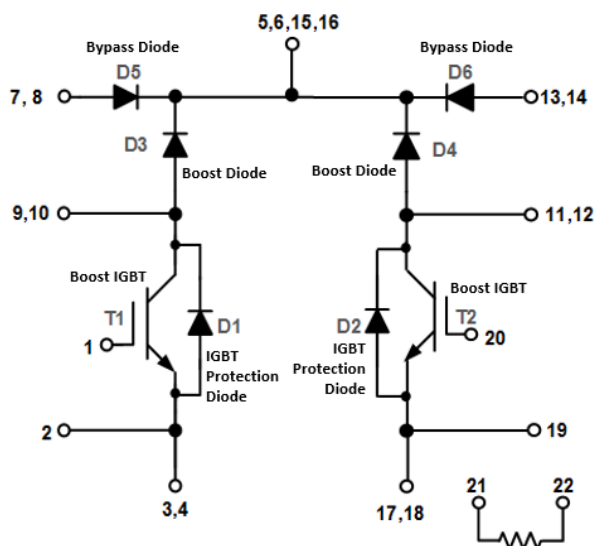 5,6,15,16
Bypass Diode
Bypass Diode
D5
D6
7, 8
13,14
D3
D4
Boost Diode
Boost Diode
9,10
11,12
Boost IGBT
Boost IGBT
T1
D1
D2
T2
1
20
IGBT
Protection
Diode
IGBT
Protection
Diode
2
19
3,4
17,18
21
22